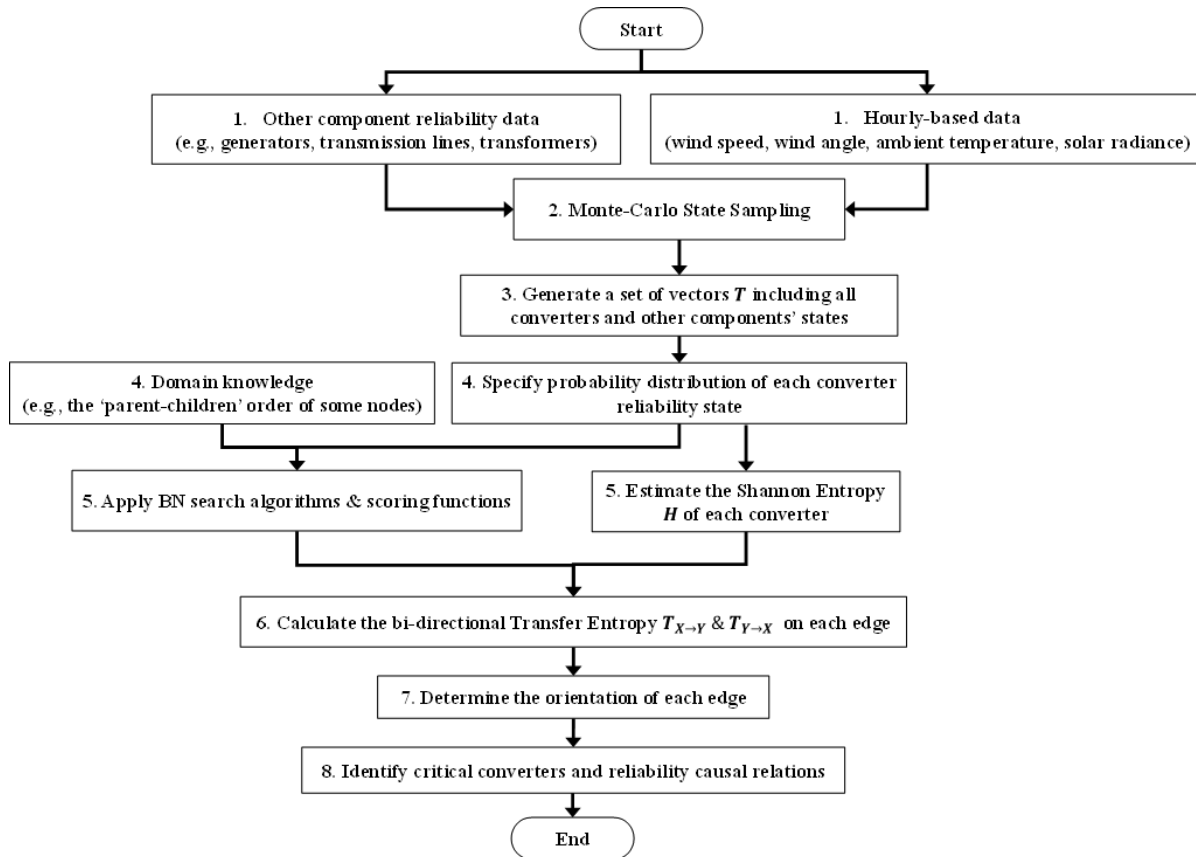 Start
1. Other component reliability data
(e.g., generators, transmission lines, transformers)
1. Hourly-based data
(wind speed, wind angle, ambient temperature, solar radiance)
2. Monte-Carlo State Sampling
3. Generate a set of vectors T including all
converters and other components' states
4. Domain knowledge
(e.g., the 'parent-children' order of some nodes)
4. Specify probability distribution of each converter
reliability state
5. Apply BN search algorithms & scoring functions
5. Estimate the Shannon Entropy
H of each converter
6. Calculate the bi-directional Transfer Entropy T_{X→Y} & T_{Y→X} on each edge
7. Determine the orientation of each edge
8. Identify critical converters and reliability causal relations
End